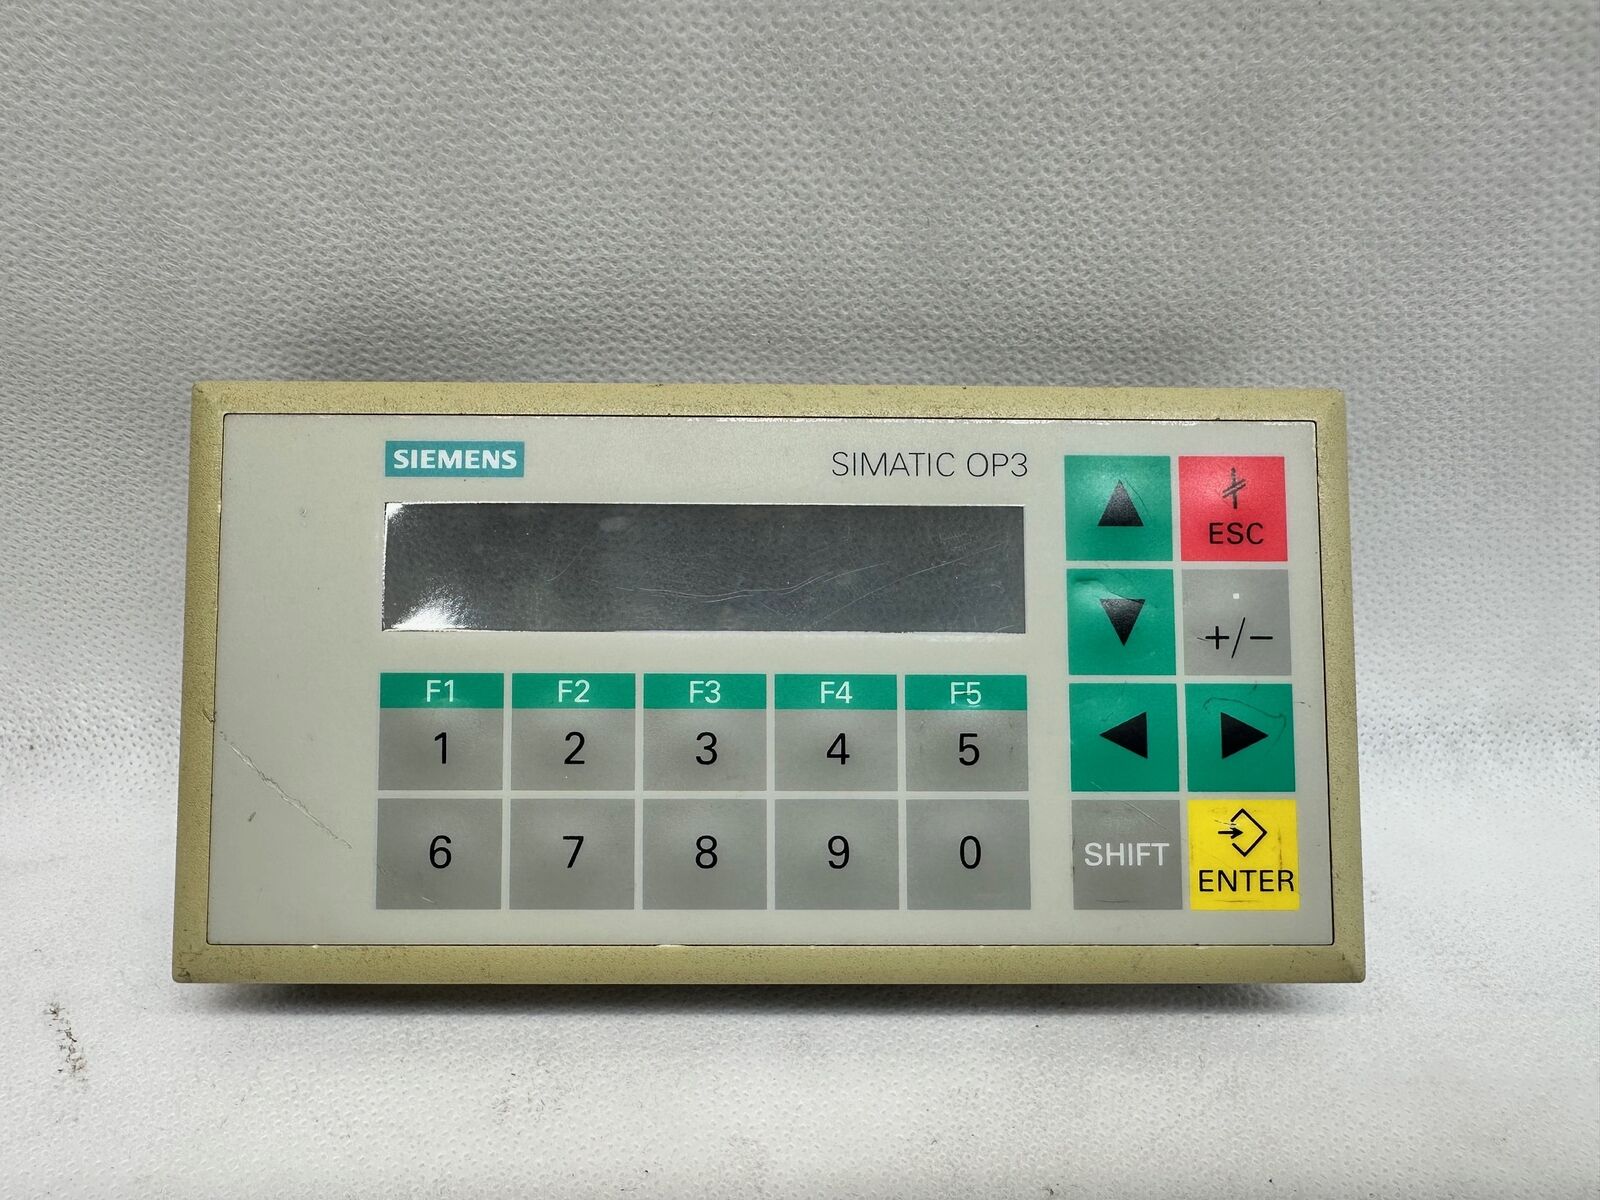 SIEMENS
SIMATIC OP3
ESC
+/-
F1 F2 F3 F4 F5
1 2 3 4 5
6 7 8 9 0
SHIFT
ENTER